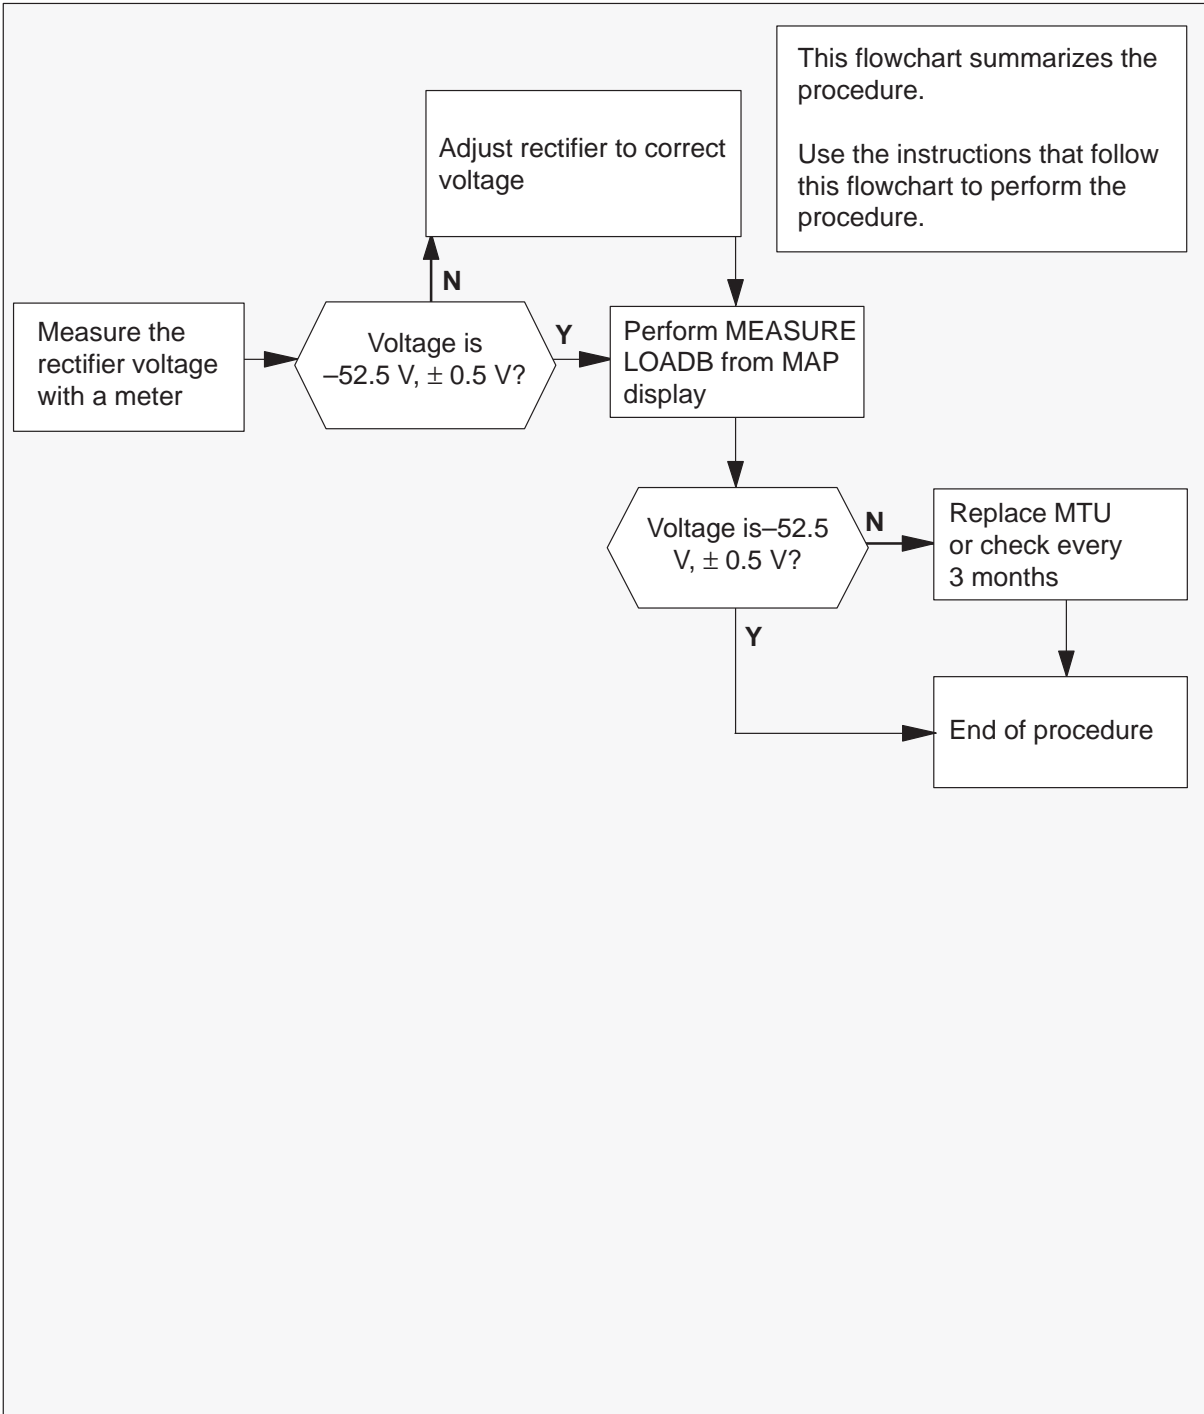 This flowchart summarizes the
procedure.
Use the instructions that follow
this flowchart to perform the
procedure.
Adjust rectifier to correct
voltage
N
Measure the
rectifier voltage
with a meter
Voltage is
–52.5 V, ± 0.5 V?
Y
Perform MEASURE
LOADB from MAP
display
Voltage is–52.5
V, ± 0.5 V?
N
Replace MTU
or check every
3 months
Y
End of procedure